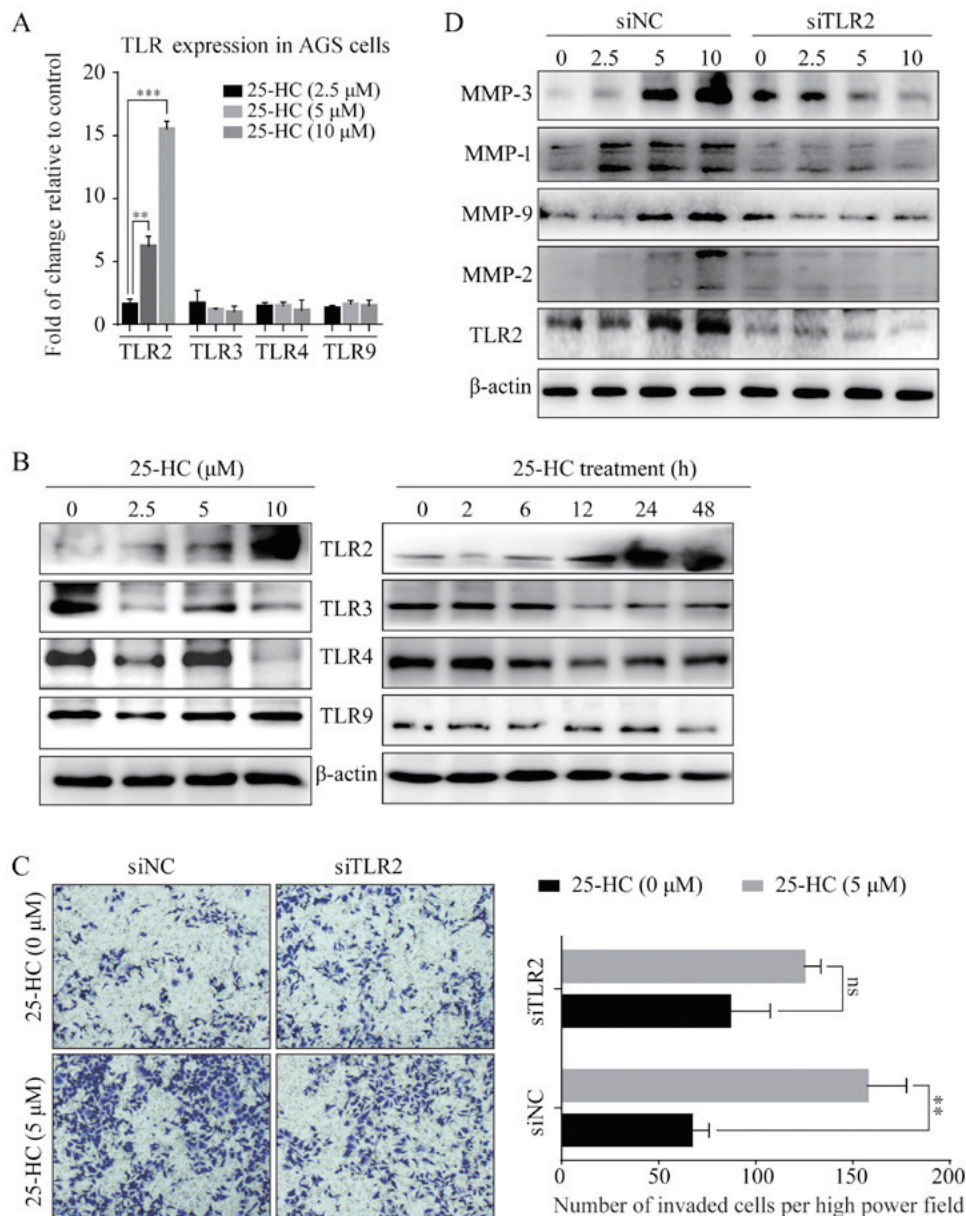 A
TLR expression in AGS cells
Fold of change relative to control
20
15
10
5
0
***
**
25-HC (2.5 μM)
25-HC (5 μM)
25-HC (10 μM)
TLR2 TLR3 TLR4 TLR9
D
siNC siTLR2
0 2.5 5 10 0 2.5 5 10
MMP-3
MMP-1
MMP-9
MMP-2
TLR2
β-actin
B
25-HC (μM) 25-HC treatment (h)
0 2.5 5 10 0 2 6 12 24 48
TLR2
TLR3
TLR4
TLR9
β-actin
C
siNC siTLR2
25-HC (0 μM)
25-HC (5 μM)
25-HC (0 μM) 25-HC (5 μM)
siTLR2
ns
siNC
**
0 50 100 150 200
Number of invaded cells per high power field